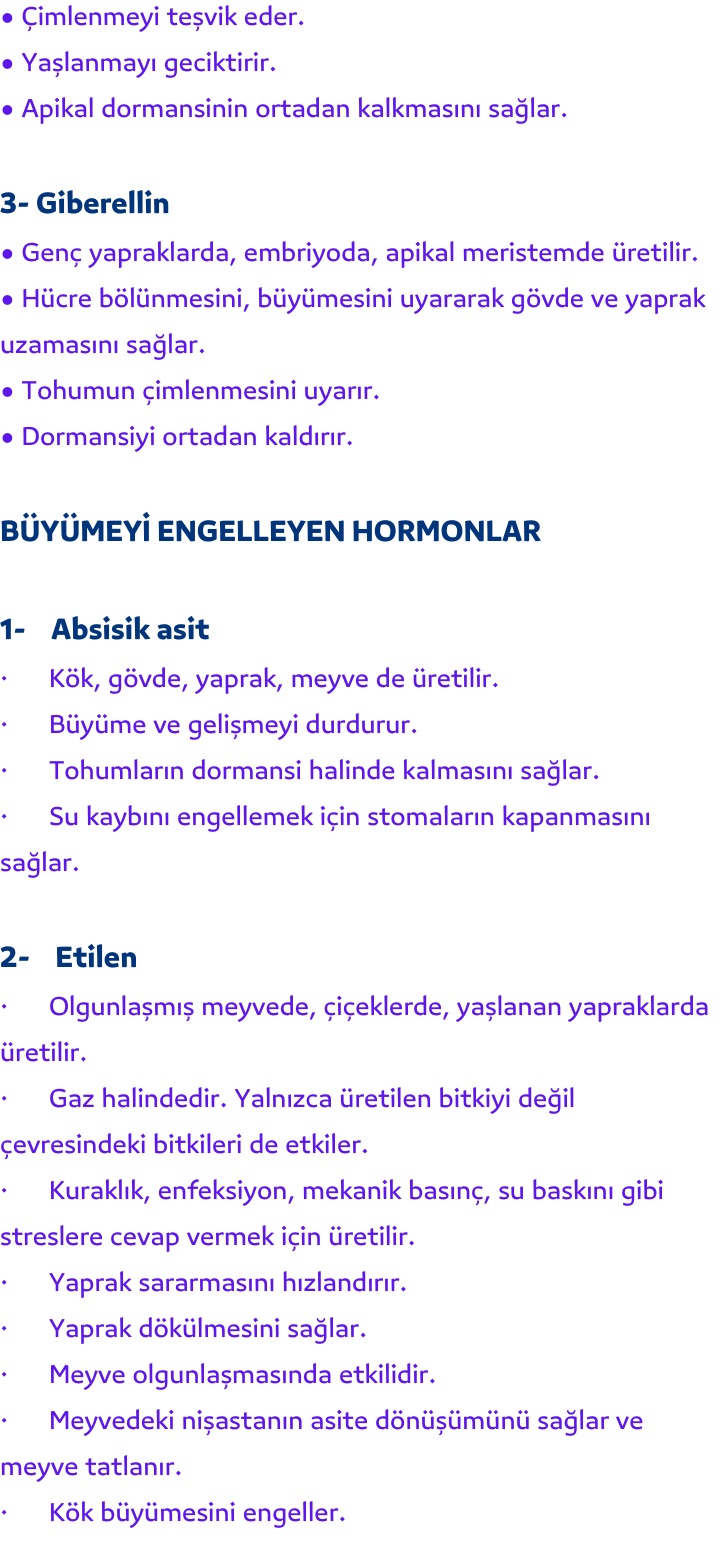 ● Çimlenmeyi teşvik eder.
● Yaşlanmayı geciktirir.
● Apikal dormansinin ortadan kalkmasını sağlar.
3- Giberellin
● Genç yapraklarda, embriyoda, apikal meristemde üretilir.
● Hücre bölünmesini, büyümesini uyararak gövde ve yaprak
uzamasını sağlar.
● Tohumun çimlenmesini uyarır.
● Dormansiyi ortadan kaldırır.
BÜYÜMEYİ ENGELLEYEN HORMONLAR
1- Absisik asit
· Kök, gövde, yaprak, meyve de üretilir.
· Büyüme ve gelişmeyi durdurur.
· Tohumların dormansi halinde kalmasını sağlar.
· Su kaybını engellemek için stomaların kapanmasını
sağlar.
2- Etilen
· Olgunlaşmış meyvede, çiçeklerde, yaşlanan yapraklarda
üretilir.
· Gaz halindedir. Yalnızca üretilen bitkiyi değil
çevresindeki bitkileri de etkiler.
· Kuraklık, enfeksiyon, mekanik basınç, su baskını gibi
streslere cevap vermek için üretilir.
· Yaprak sararmasını hızlandırır.
· Yaprak dökülmesini sağlar.
· Meyve olgunlaşmasında etkilidir.
· Meyvedeki nişastanın asite dönüşümünü sağlar ve
meyve tatlanır.
· Kök büyümesini engeller.